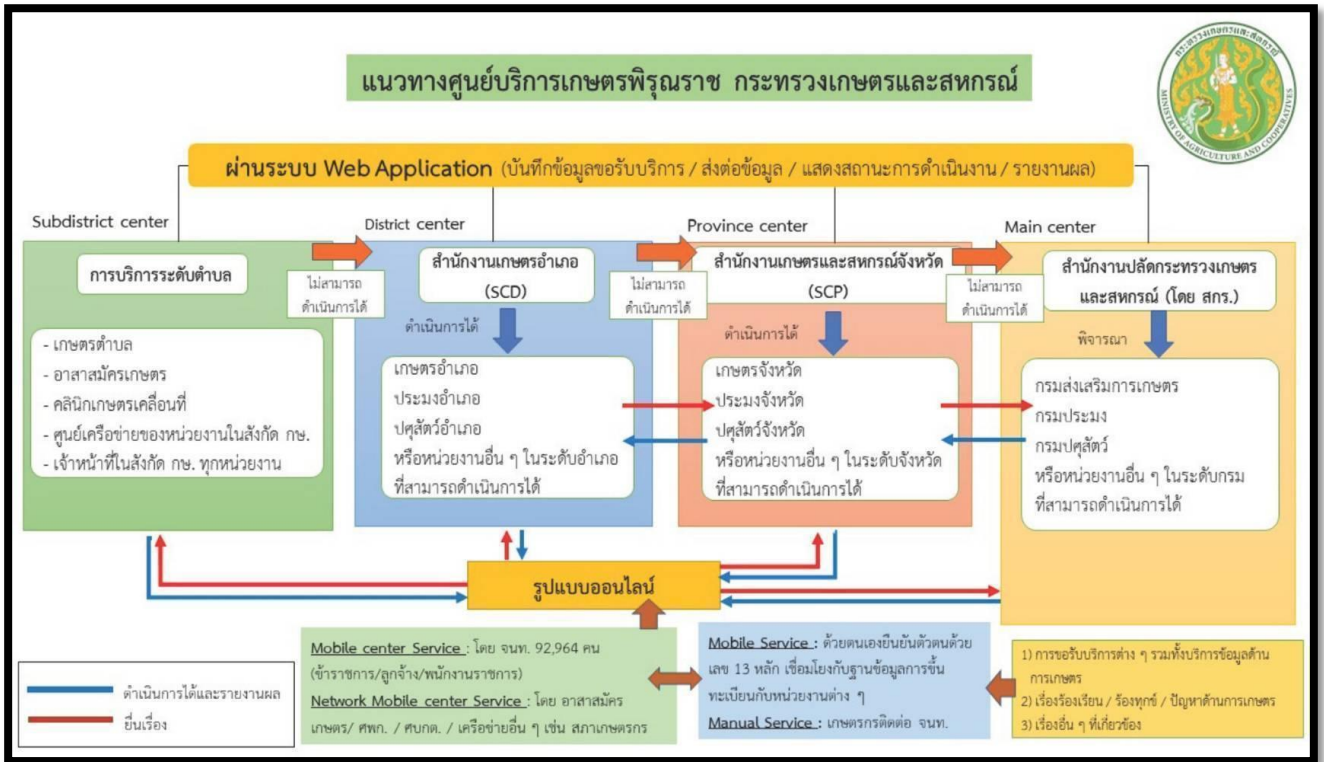 แนวทางศูนย์บริการเกษตรพิรุณราช กระทรวงเกษตรและสหกรณ์
กระทรวงเกษตรและสหกรณ์
MINISTRY OF AGRICULTURE AND COOPERATIVES
ผ่านระบบ Web Application (บันทึกข้อมูลขอรับบริการ / ส่งต่อข้อมูล / แสดงสถานะการดำเนินงาน / รายงานผล)
Subdistrict center
การบริการระดับตำบล
- เกษตรตำบล
- อาสาสมัครเกษตร
- คลินิกเกษตรเคลื่อนที่
- ศูนย์เครือข่ายของหน่วยงานในสังกัด กษ.
- เจ้าหน้าที่ในสังกัด กษ. ทุกหน่วยงาน
ไม่สามารถ
ดำเนินการได้
District center
สำนักงานเกษตรอำเภอ
(SCD)
ดำเนินการได้
เกษตรอำเภอ
ประมงอำเภอ
ปศุสัตว์อำเภอ
หรือหน่วยงานอื่น ๆ ในระดับอำเภอ
ที่สามารถดำเนินการได้
ไม่สามารถ
ดำเนินการได้
Province center
สำนักงานเกษตรและสหกรณ์จังหวัด
(SCP)
ดำเนินการได้
เกษตรจังหวัด
ประมงจังหวัด
ปศุสัตว์จังหวัด
หรือหน่วยงานอื่น ๆ ในระดับจังหวัด
ที่สามารถดำเนินการได้
ไม่สามารถ
ดำเนินการได้
Main center
สำนักงานปลัดกระทรวงเกษตร
และสหกรณ์ (โดย สกร.)
พิจารณา
กรมส่งเสริมการเกษตร
กรมประมง
กรมปศุสัตว์
หรือหน่วยงานอื่น ๆ ในระดับกรม
ที่สามารถดำเนินการได้
รูปแบบออนไลน์
ดำเนินการได้และรายงานผล
ยื่นเรื่อง
Mobile center Service : โดย จนท. 92,964 คน
(ข้าราชการ/ลูกจ้าง/พนักงานราชการ)
Network Mobile center Service : โดย อาสาสมัคร
เกษตร/ ศพก. / ศบกต. / เครือข่ายอื่น ๆ เช่น สภาเกษตรกร
Mobile Service : ด้วยตนเองยืนยันตัวตนด้วย
เลข 13 หลัก เชื่อมโยงกับฐานข้อมูลการขึ้น
ทะเบียนกับหน่วยงานต่าง ๆ
Manual Service : เกษตรกรติดต่อ จนท.
1) การขอรับบริการต่าง ๆ รวมทั้งบริการข้อมูลด้าน
การเกษตร
2) เรื่องร้องเรียน / ร้องทุกข์ / ปัญหาด้านการเกษตร
3) เรื่องอื่น ๆ ที่เกี่ยวข้อง